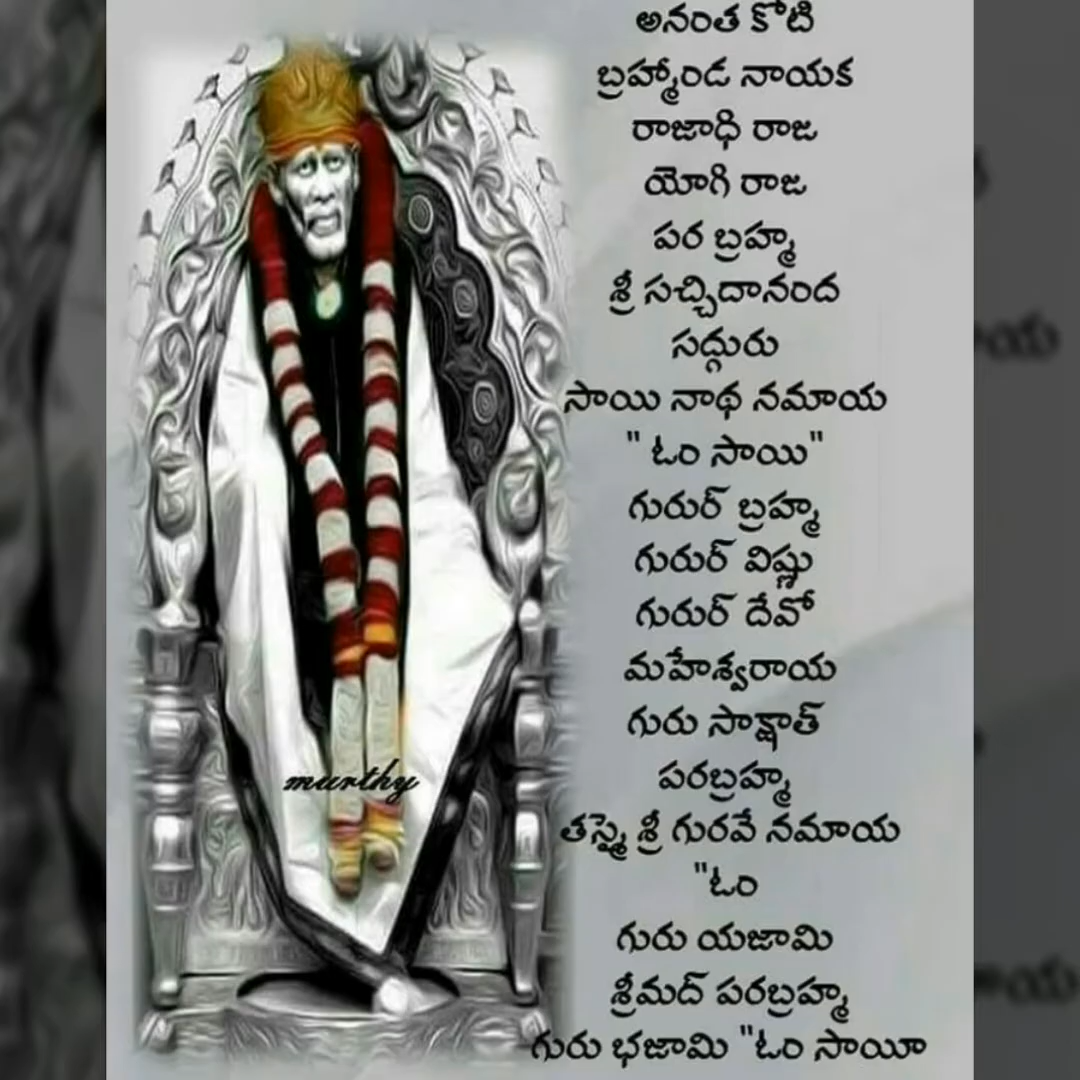 అనంత కోటి
బ్రహ్మాండ నాయక
రాజాధి రాజ
యోగి రాజ
పర బ్రహ్మ
శ్రీ సచ్చిదానంద
సద్గురు
సాయి నాథ నమాయ
" ఓం సాయి"
గురుర్ బ్రహ్మ
గురుర్ విష్ణు
గురుర్ దేవో
మహేశ్వరాయ
గురు సాక్షాత్
పరబ్రహ్మ
తస్మై శ్రీ గురవే నమాయ
"ఓం
గురు యజామి
శ్రీమద్ పరబ్రహ్మ
గురు భజామి "ఓం సాయీ
murthy